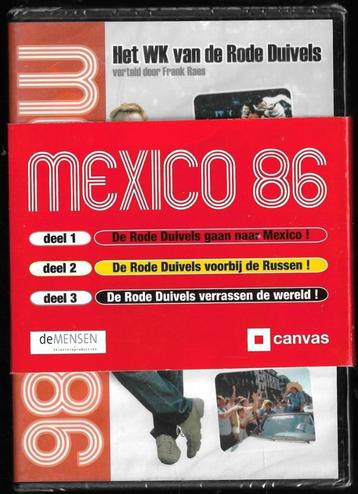 Het WK van de Rode Duivels
verteld door Frank Raes
MEXICO 86
deel 1 De Rode Duivels gaan naar Mexico !
deel 2 De Rode Duivels voorbij de Russen !
deel 3 De Rode Duivels verrassen de wereld !
deMENSEN
televisieproducties
canvas
86